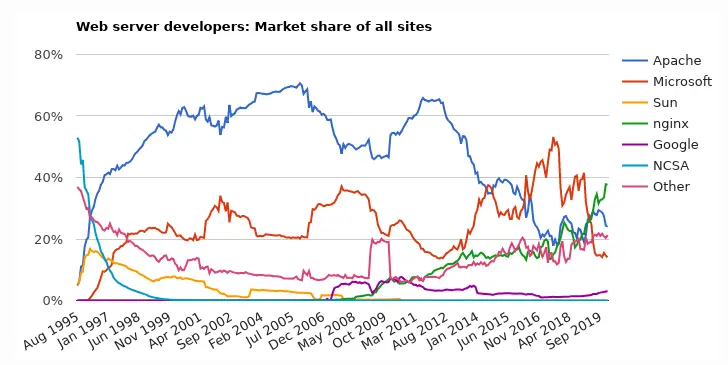 Web server developers: Market share of all sites
80%
60%
40%
20%
0%
Apache
Microsoft
Sun
nginx
Google
NCSA
Other
Aug 1995
Jan 1997
Jun 1998
Nov 1999
Apr 2001
Sep 2002
Feb 2004
Jul 2005
Dec 2006
May 2008
Oct 2009
Mar 2011
Aug 2012
Jan 2014
Jun 2015
Nov 2016
Apr 2018
Sep 2019